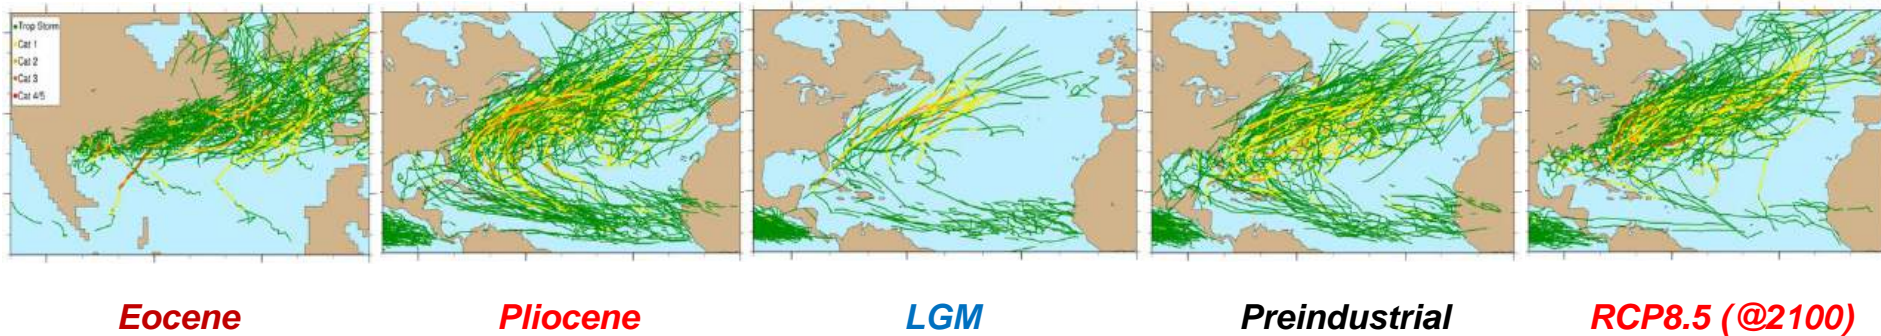 Trop Storm
Cat 1
Cat 2
Cat 3
Cat 4/5
Eocene
Pliocene
LGM
Preindustrial
RCP8.5 (@2100)